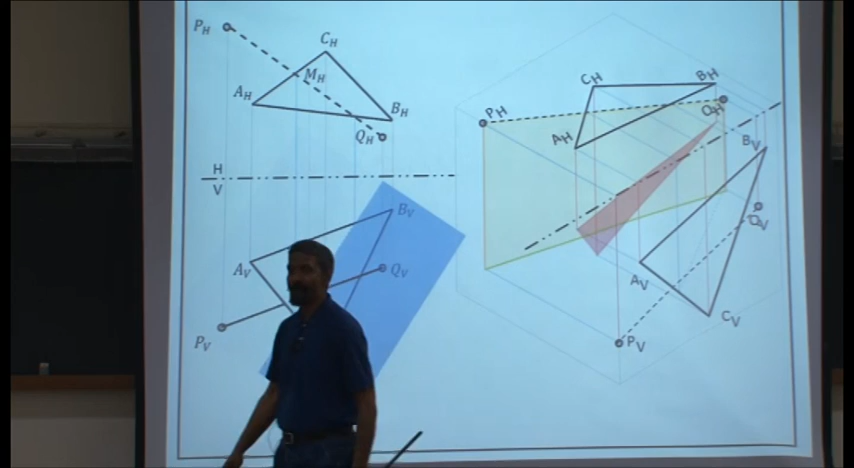 P_H
C_H
M_H
A_H
B_H
Q_H
H
V
B_V
A_V
Q_V
P_V
C_H
B_H
P_H
Q_H
A_H
B_V
Q_V
A_V
C_V
P_V